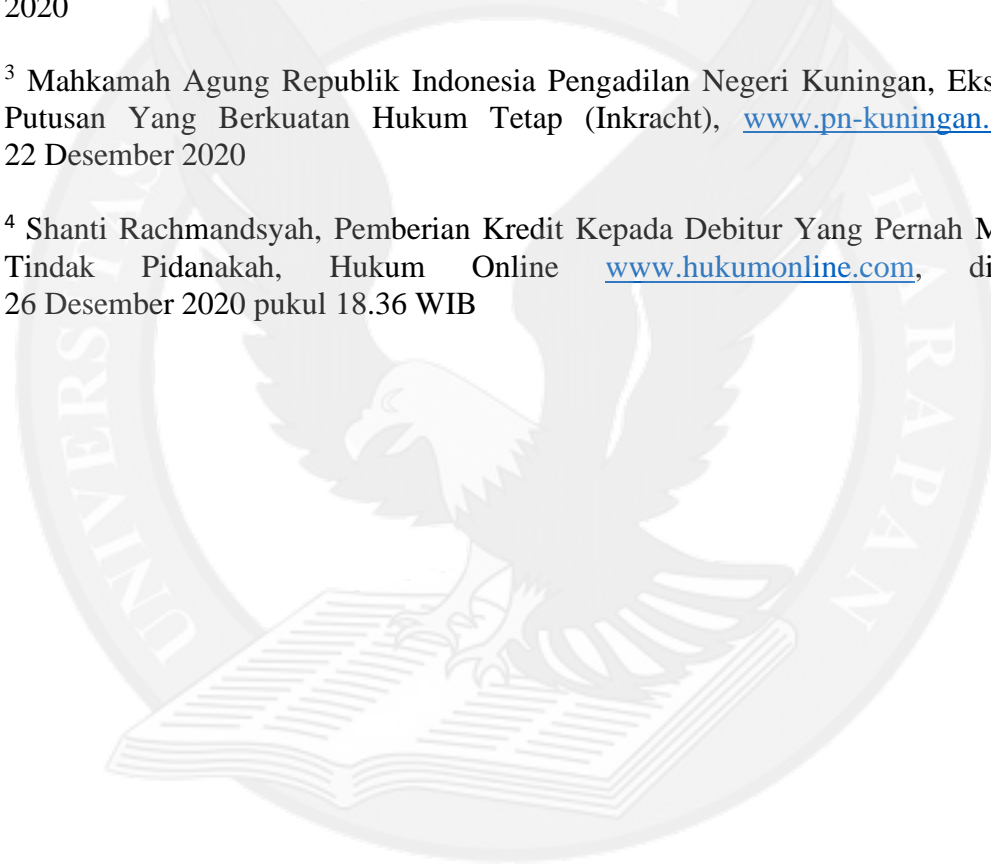 2020
3 Mahkamah Agung Republik Indonesia Pengadilan Negeri Kuningan, Eks
Putusan Yang Berkuatan Hukum Tetap (Inkracht), www.pn-kuningan.
22 Desember 2020
4 Shanti Rachmandsyah, Pemberian Kredit Kepada Debitur Yang Pernah M
Tindak Pidanakah, Hukum Online www.hukumonline.com, di
26 Desember 2020 pukul 18.36 WIB
UNIVERSITAS
HARAPAN